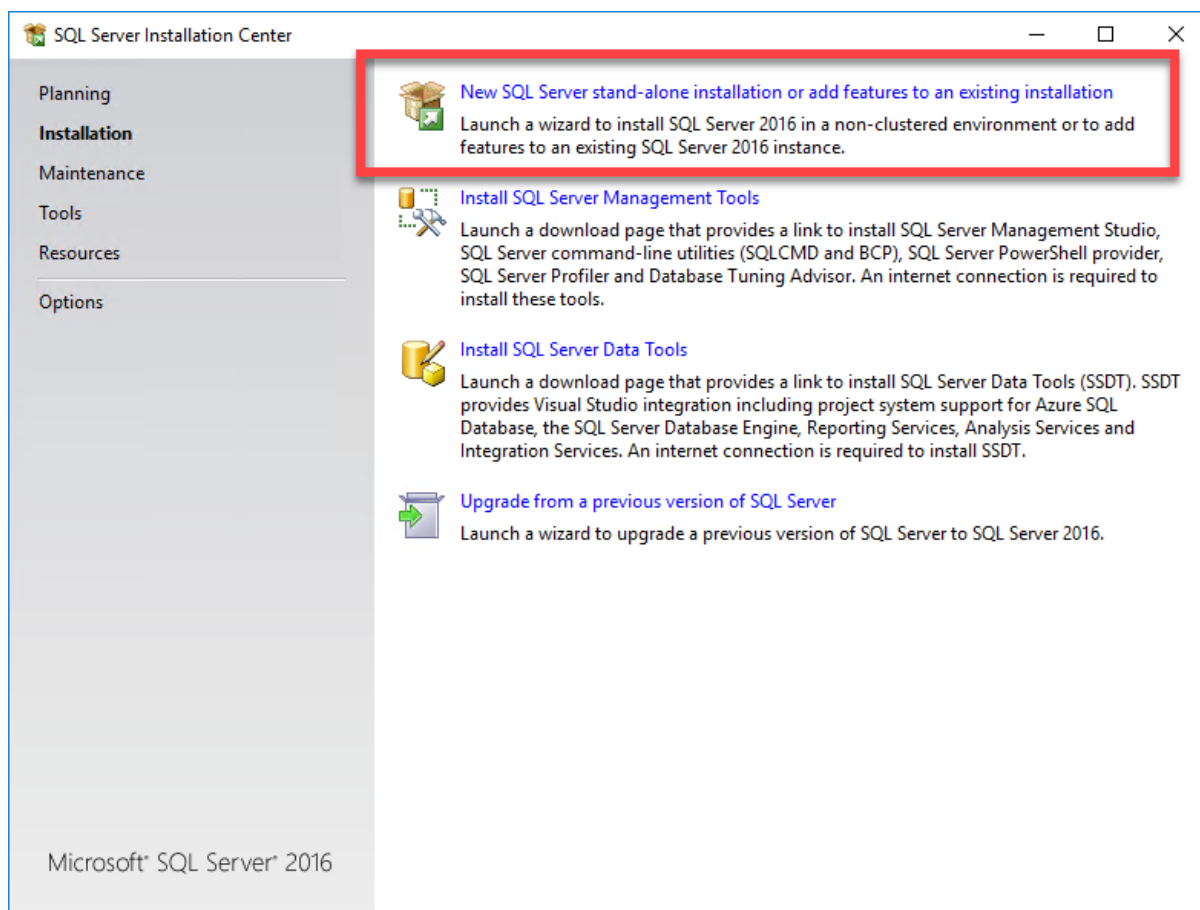 SQL Server Installation Center
Planning
Installation
Maintenance
Tools
Resources
Options
New SQL Server stand-alone installation or add features to an existing installation
Launch a wizard to install SQL Server 2016 in a non-clustered environment or to add
features to an existing SQL Server 2016 instance.
Install SQL Server Management Tools
Launch a download page that provides a link to install SQL Server Management Studio,
SQL Server command-line utilities (SQLCMD and BCP), SQL Server PowerShell provider,
SQL Server Profiler and Database Tuning Advisor. An internet connection is required to
install these tools.
Install SQL Server Data Tools
Launch a download page that provides a link to install SQL Server Data Tools (SSDT). SSDT
provides Visual Studio integration including project system support for Azure SQL
Database, the SQL Server Database Engine, Reporting Services, Analysis Services and
Integration Services. An internet connection is required to install SSDT.
Upgrade from a previous version of SQL Server
Launch a wizard to upgrade a previous version of SQL Server to SQL Server 2016.
Microsoft® SQL Server® 2016